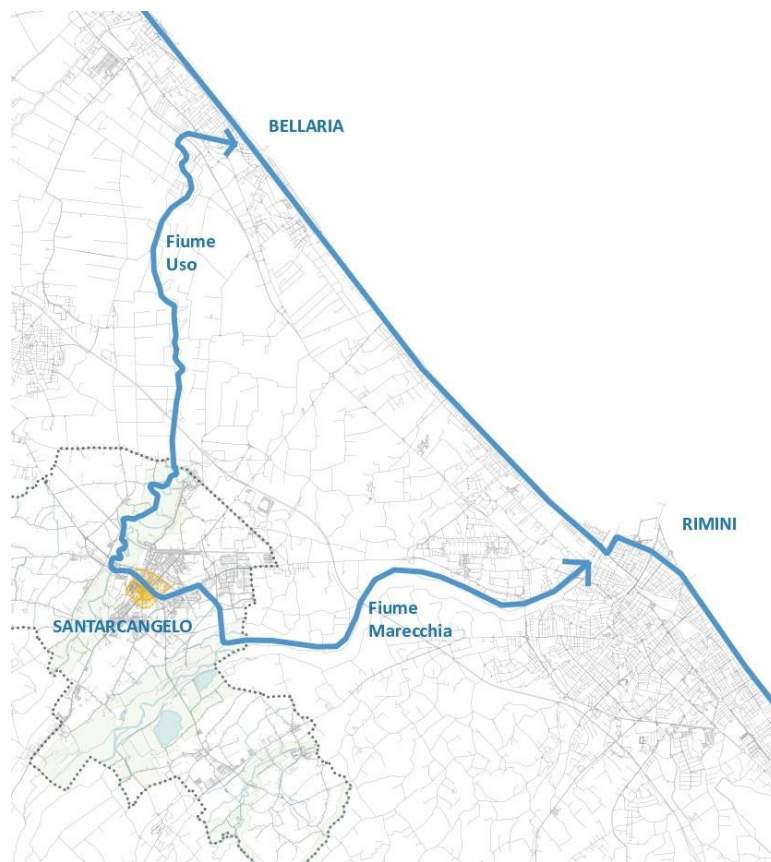 BELLARIA
Fiume
Uso
RIMINI
Fiume
Marecchia
SANTARCANGELO